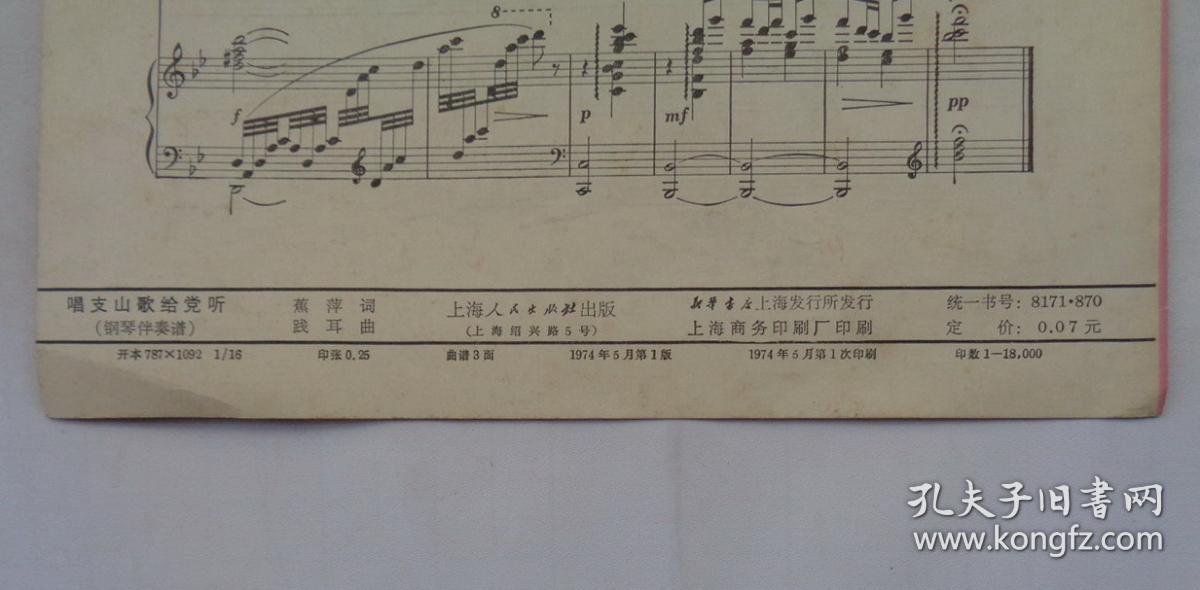 8
f
p
mf
pp
唱支山歌给党听 蕉萍 词 上海人民出版社出版 新华书店上海发行所发行 统一书号: 8171·870
(钢琴伴奏谱) 践耳 曲 (上海绍兴路5号) 上海商务印刷厂印刷 定 价: 0.07元
开本787×1092 1/16 印张0.25 曲谱3面 1974年5月第1版 1974年5月第1次印刷 印数1—18,000
孔夫子旧书网
www.kongfz.com